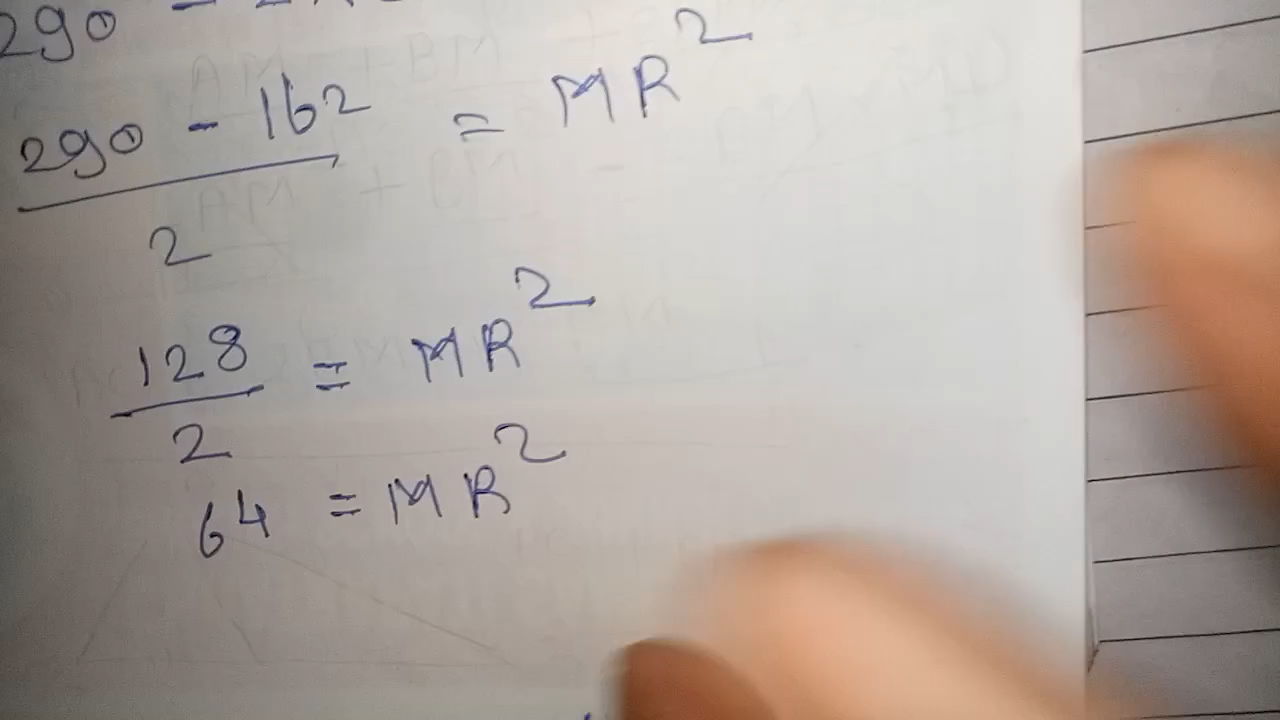 290 -
290 - 162 = MR²
2
128 = MR²
2
64 = MR²